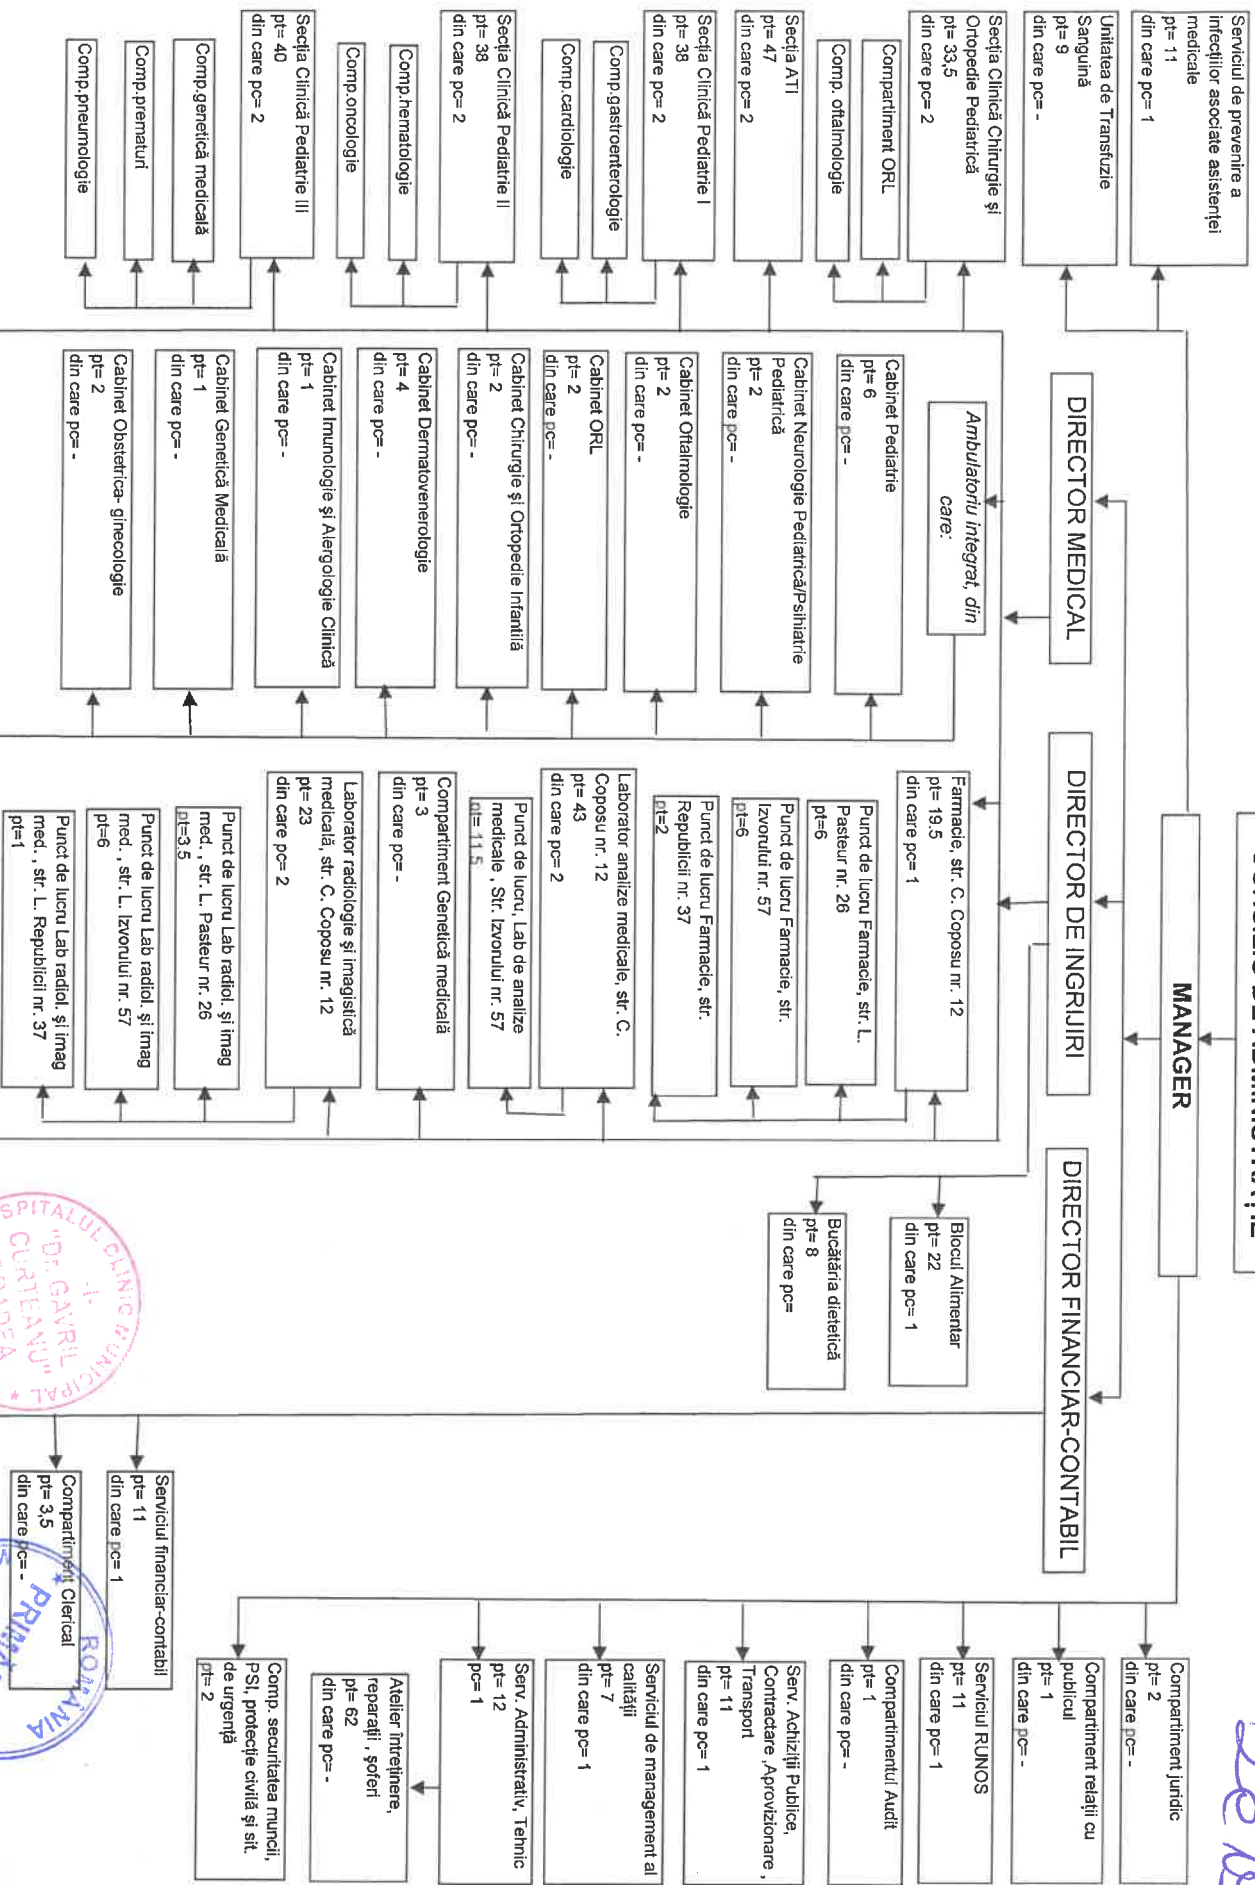 MANAGER
DIRECTOR MEDICAL
DIRECTOR DE INGRIJIRI
DIRECTOR FINANCIAR-CONTABIL
Serviciul de prevenire a
infecțiilor asociate asistenței
medicale
pt= 11
din care pc= 1
Unitatea de Transfuzie
Sanguină
pt= 9
din care pc= -
Secția Clinică Chirurgie și
Ortopedie Pediatrică
pt= 33,5
din care pc= 2
Compartiment ORL
Comp. oftalmologie
Secția ATI
pt= 47
din care pc= 2
Secția Clinică Pediatrie I
pt= 38
din care pc= 2
Comp.gastroenterologie
Comp.cardiologie
Secția Clinică Pediatrie II
pt= 38
din care pc= 2
Comp.hematologie
Comp.oncologie
Secția Clinică Pediatrie III
pt= 40
din care pc= 2
Comp.genetică medicală
Comp.prematuri
Comp.pneumologie
Ambulatoriu integrat, din
care:
Cabinet Pediatrie
pt= 6
din care pc= -
Cabinet Neurologie Pediatrică/Psihiatrie
Pediatrică
pt= 2
din care pc= -
Cabinet Oftalmologie
pt= 2
din care pc= -
Cabinet ORL
pt= 2
din care pc= -
Cabinet Chirurgie și Ortopedie Infantilă
pt= 2
din care pc= -
Cabinet Dermatovenerologie
pt= 4
din care pc= -
Cabinet Imunologie și Alergologie Clinică
pt= 1
din care pc= -
Cabinet Genetică Medicală
pt= 1
din care pc= -
Cabinet Obstetrica- ginecologie
pt= 2
din care pc= -
Farmacie, str. C. Coposu nr. 12
pt= 19.5
din care pc= 1
Punct de lucru Farmacie, str. L.
Pasteur nr. 26
pt=6
Punct de lucru Farmacie, str.
Izvorului nr. 57
pt=6
Punct de lucru Farmacie, str.
Republicii nr. 37
pt=2
Laborator analize medicale, str. C.
Coposu nr. 12
pt= 43
din care pc= 2
Punct de lucru, Lab de analize
medicale , Str. Izvorului nr. 57
pt= 11.5
Compartiment Genetică medicală
pt= 3
din care pc= -
Laborator radiologie și imagistică
medicală, str. C. Coposu nr. 12
pt= 23
din care pc= 2
Punct de lucru Lab radiol. și imag
med. , str. L. Pasteur nr. 26
pt=3.5
Punct de lucru Lab radiol. și imag
med. , str. L. Izvorului nr. 57
pt=6
Punct de lucru Lab radiol. și imag
med. , str. L. Republicii nr. 37
pt=1
Blocul Alimentar
pt= 22
din care pc= 1
Bucătăria dietetică
pt= 8
din care pc=
Serviciul financiar-contabil
pt= 11
din care pc= 1
Compartiment Clerical
pt= 3,5
din care pc= -
Compartiment juridic
pt= 2
din care pc= -
Compartiment relații cu
publicul
pt= 1
din care pc= -
Serviciul RUNOS
pt= 11
din care pc= 1
Compartimentul Audit
pt= 1
din care pc= -
Serv. Achiziții Publice,
Contractare ,Aprovizionare ,
Transport
pt= 11
din care pc= 1
Serviciul de management al
calității
pt= 7
din care pc= 1
Serv. Administrativ, Tehnic
pt= 12
pc= 1
Atelier întreținere,
reparații , șoferi
pt= 62
din care pc= -
Comp. securitatea muncii,
PSI, protecție civilă și sit.
de urgență
pt= 2
SPITALUL CLINIC MUNICIPAL *
-I-
"Dr. GAVRIL
CURTEANU"
ROMÂNIA